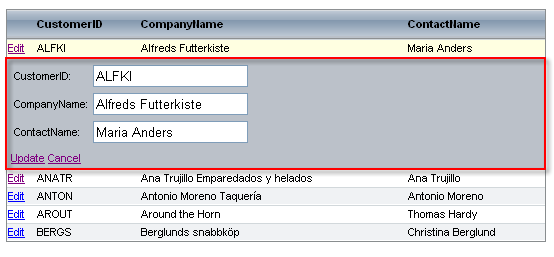 CustomerID CompanyName ContactName
Edit ALFKI Alfreds Futterkiste Maria Anders
CustomerID: ALFKI
CompanyName: Alfreds Futterkiste
ContactName: Maria Anders
Update Cancel
Edit ANATR Ana Trujillo Emparedados y helados Ana Trujillo
Edit ANTON Antonio Moreno Taquería Antonio Moreno
Edit AROUT Around the Horn Thomas Hardy
Edit BERGS Berglunds snabbköp Christina Berglund